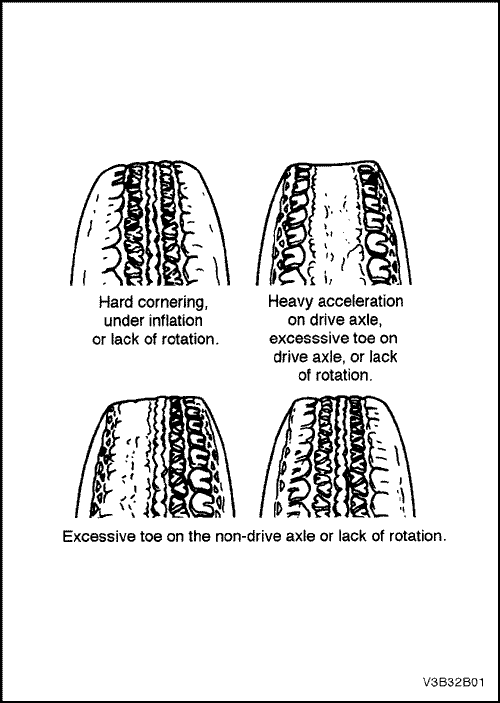 Hard cornering,
under inflation
or lack of rotation.
Heavy acceleration
on drive axle,
excesssive toe on
drive axle, or lack
of rotation.
Excessive toe on the non-drive axle or lack of rotation.
V3B32B01